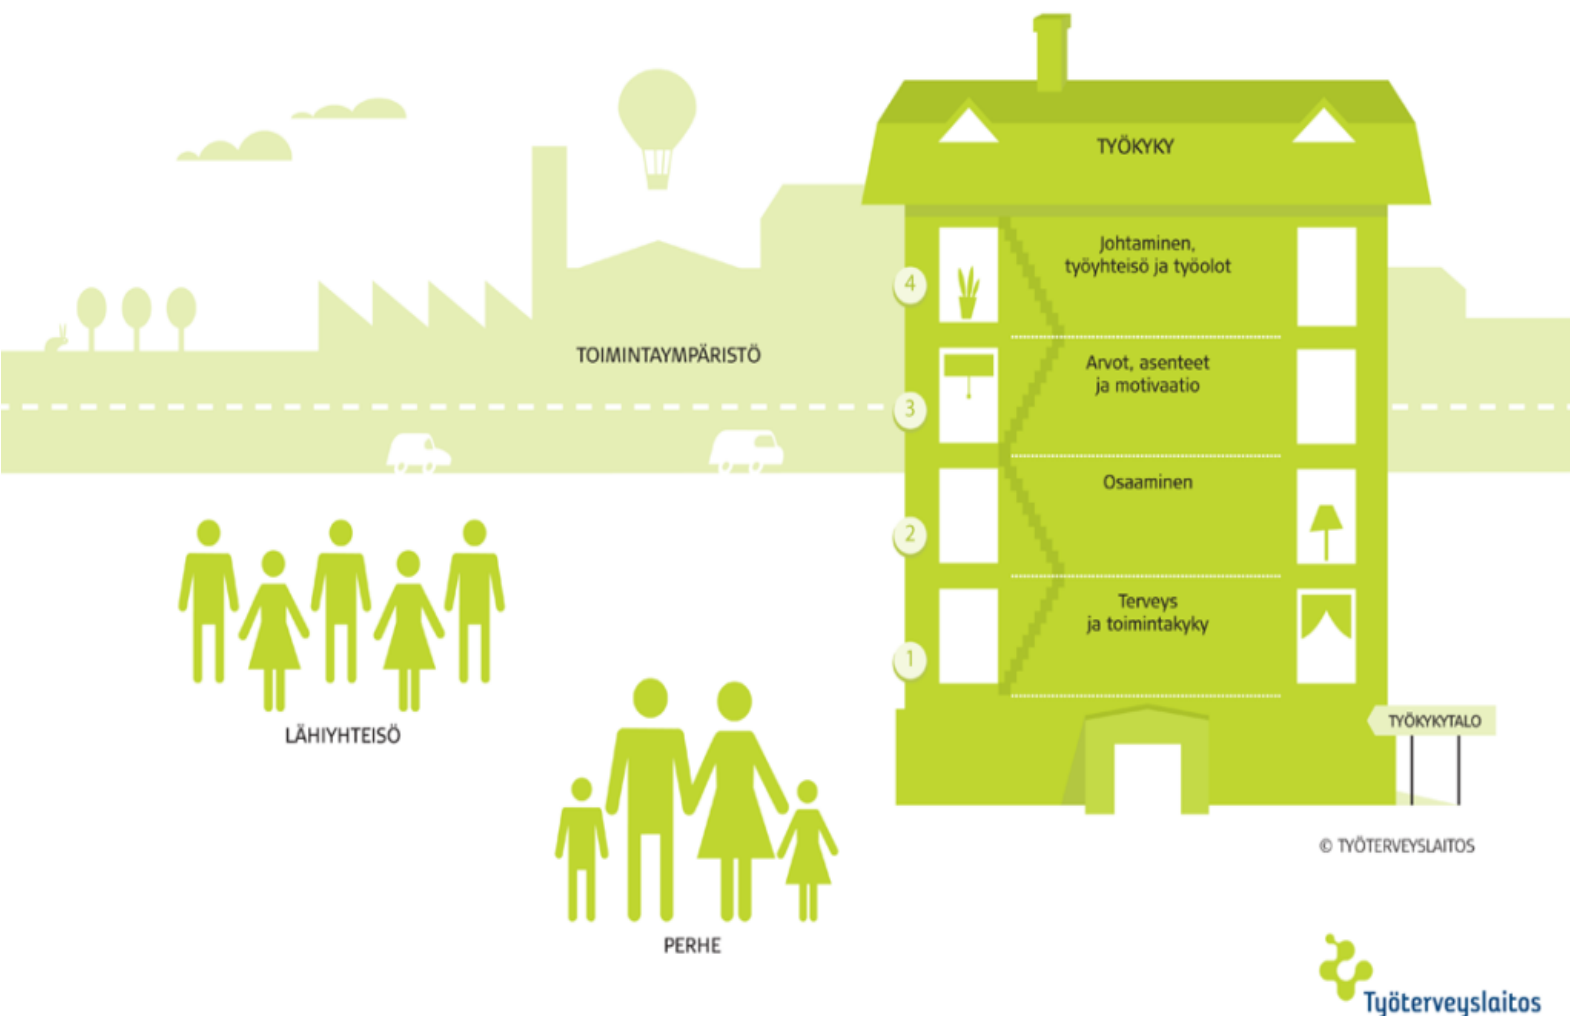 TYÖKYKY
Johtaminen,
työyhteisö ja työolot
4
TOIMINTAYMPÄRISTÖ
Arvot, asenteet
ja motivaatio
3
Osaaminen
2
Terveys
ja toimintakyky
1
LÄHIYHTEISÖ
TYÖKYKYTALO
PERHE
© TYÖTERVEYSLAITOS
Työterveyslaitos